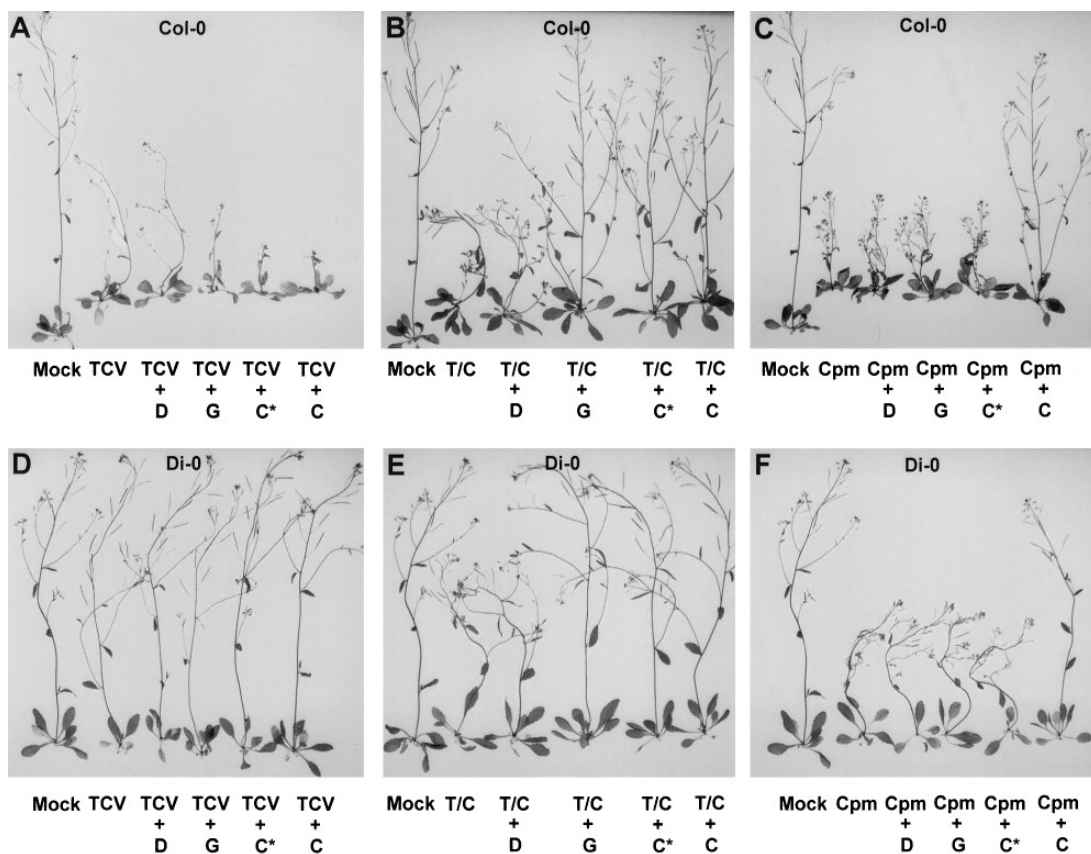 A Col-0
B Col-0
C Col-0
Mock TCV TCV TCV TCV TCV
+ + + +
D G C* C
Mock T/C T/C T/C T/C T/C
+ + + +
D G C* C
Mock Cpm Cpm Cpm Cpm Cpm
+ + + +
D G C* C
D Di-0
E Di-0
F Di-0
Mock TCV TCV TCV TCV TCV
+ + + +
D G C* C
Mock T/C T/C T/C T/C T/C
+ + + +
D G C* C
Mock Cpm Cpm Cpm Cpm Cpm
+ + + +
D G C* C